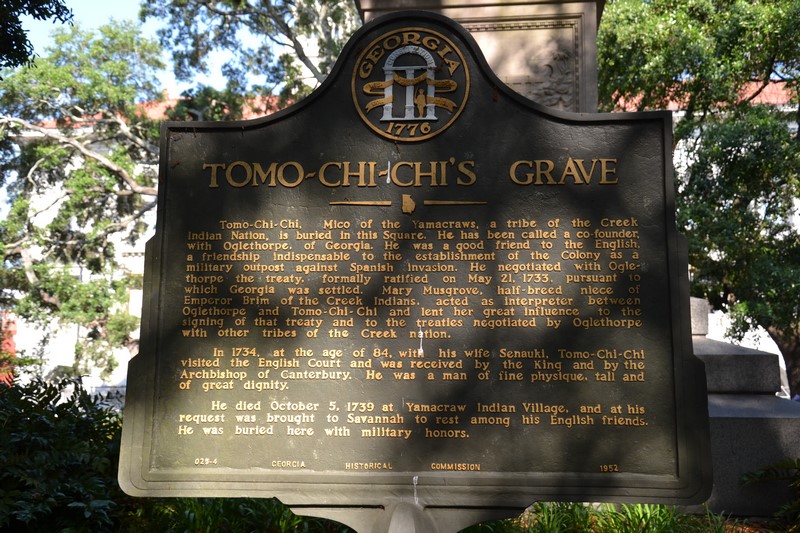 GEORGIA
1776
TOMO-CHI-CHI'S GRAVE
Tomo-Chi-Chi, Mico of the Yamacraws, a tribe of the Creek
Indian Nation, is buried in this Square. He has been called a co-founder,
with Oglethorpe, of Georgia. He was a good friend to the English,
a friendship indispensable to the establishment of the Colony as a
military outpost against Spanish invasion. He negotiated with Ogle-
thorpe the treaty, formally ratified on May 21, 1733, pursuant to
which Georgia was settled. Mary Musgrove, half-breed niece of
Emperor Brim of the Creek Indians, acted as interpreter between
Oglethorpe and Tomo-Chi-Chi and lent her great influence to the
signing of that treaty and to the treaties negotiated by Oglethorpe
with other tribes of the Creek nation.
In 1734, at the age of 84, with his wife Senauki, Tomo-Chi-Chi
visited the English Court and was received by the King and by the
Archbishop of Canterbury. He was a man of fine physique, tall and
of great dignity.
He died October 5, 1739 at Yamacraw Indian Village, and at his
request was brought to Savannah to rest among his English friends.
He was buried here with military honors.
025-4 GEORGIA HISTORICAL COMMISSION 1952